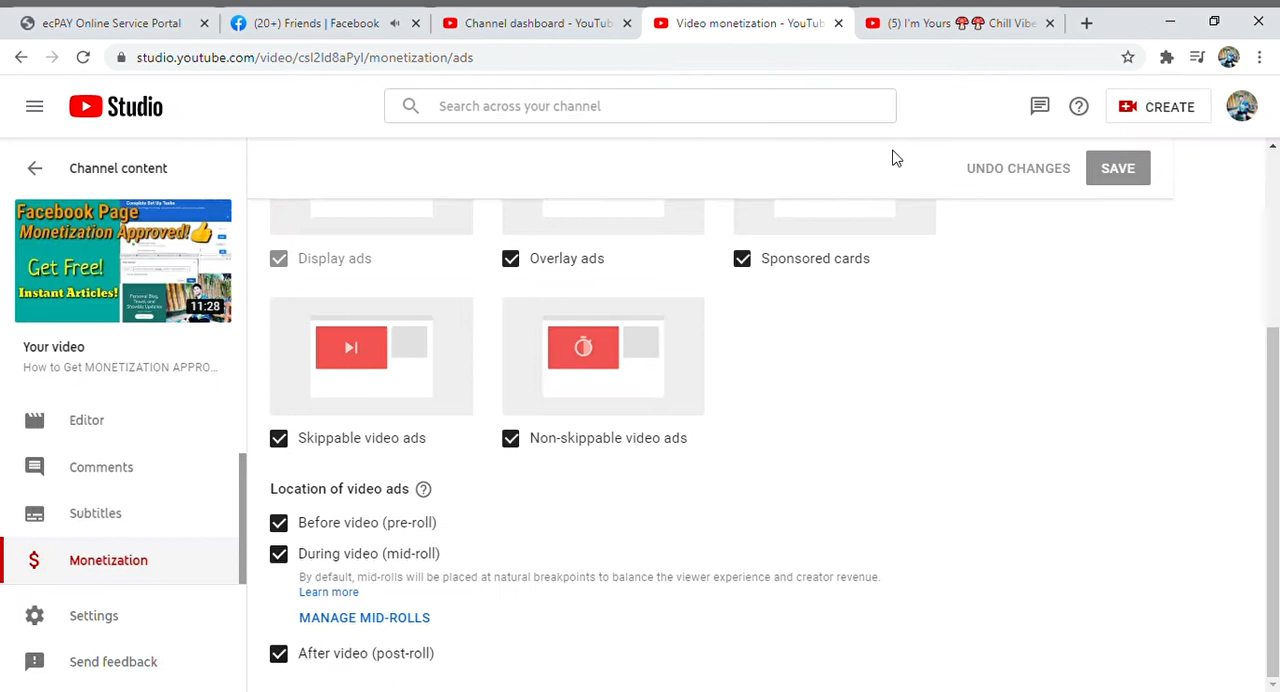 ecPAY Online Service Portal
(20+) Friends | Facebook
Channel dashboard - YouTub
Video monetization - YouTub
(5) I'm Yours 🍄🍄 Chill Vibe
studio.youtube.com/video/csI2Id8aPyI/monetization/ads
Studio
Search across your channel
CREATE
Channel content
UNDO CHANGES
SAVE
Facebook Page
Monetization Approved!👍
Get Free!
Instant Articles!
11:28
Display ads
Overlay ads
Sponsored cards
Your video
How to Get MONETIZATION APPRO...
Editor
Comments
Subtitles
Monetization
Settings
Send feedback
Skippable video ads
Non-skippable video ads
Location of video ads
Before video (pre-roll)
During video (mid-roll)
By default, mid-rolls will be placed at natural breakpoints to balance the viewer experience and creator revenue.
Learn more
MANAGE MID-ROLLS
After video (post-roll)